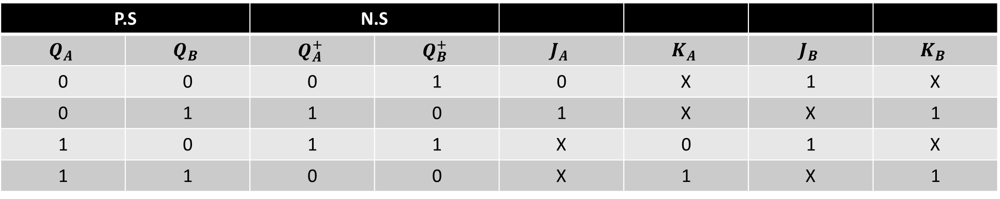 P.S N.S
Q_A Q_B Q_A^+ Q_B^+ J_A K_A J_B K_B
0 0 0 1 0 X 1 X
0 1 1 0 1 X X 1
1 0 1 1 X 0 1 X
1 1 0 0 X 1 X 1